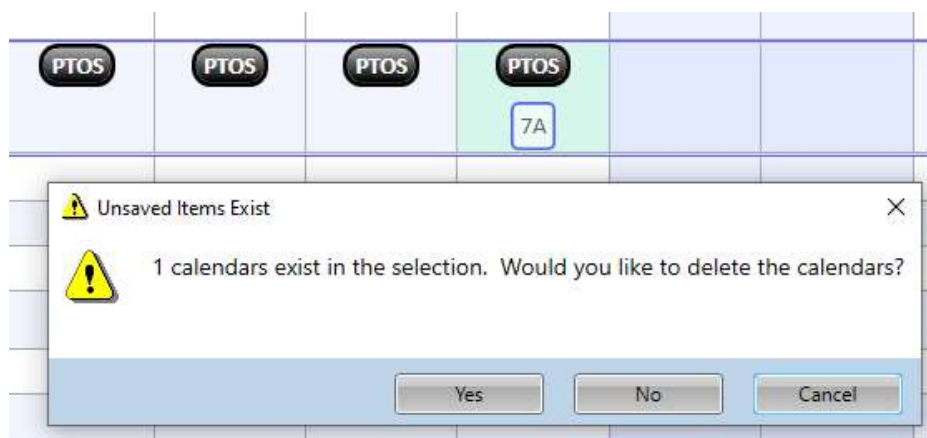 PTOS PTOS PTOS PTOS
7A
Unsaved Items Exist
1 calendars exist in the selection.  Would you like to delete the calendars?
Yes No Cancel